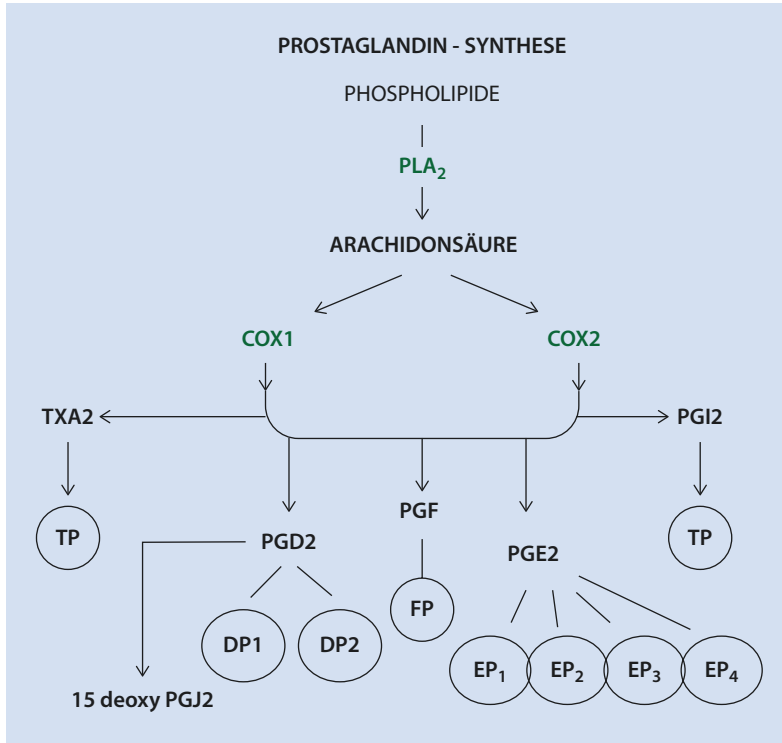 PROSTAGLANDIN - SYNTHESE
PHOSPHOLIPIDE
PLA₂
ARACHIDONSÄURE
COX1
COX2
TXA2
PGI2
TP
PGD2
PGF
PGE2
TP
DP1
DP2
FP
EP₁
EP₂
EP₃
EP₄
15 deoxy PGJ2